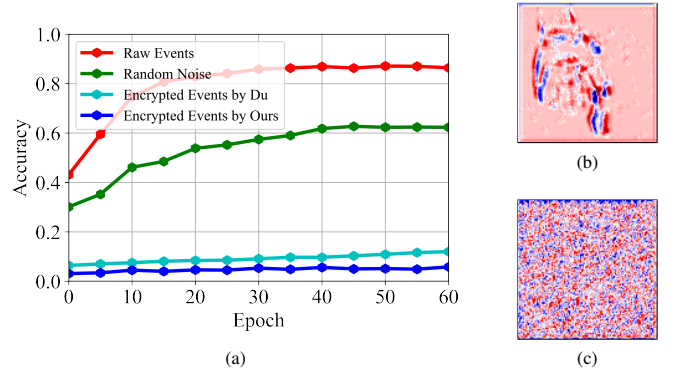 1.0
0.8
0.6
0.4
0.2
0.0
Accuracy
Raw Events
Random Noise
Encrypted Events by Du
Encrypted Events by Ours
0 10 20 30 40 50 60
Epoch
(a)
(b)
(c)